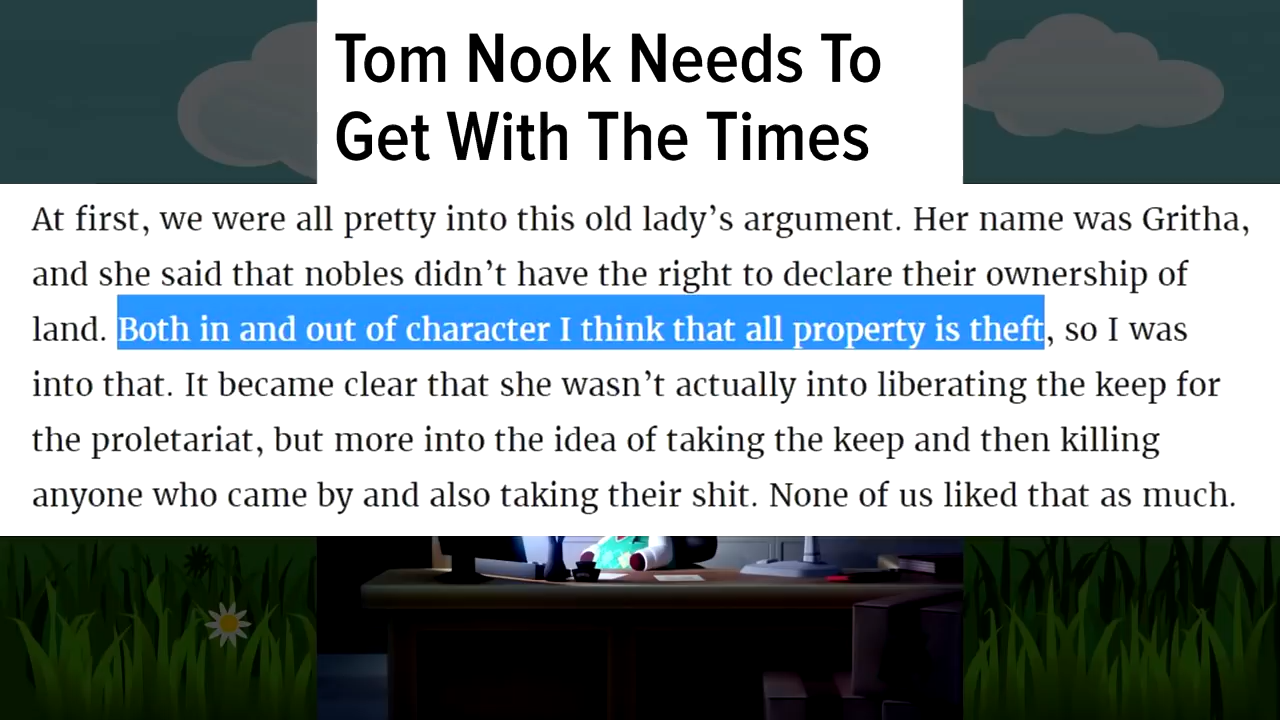 Tom Nook Needs To
Get With The Times
At first, we were all pretty into this old lady’s argument. Her name was Gritha,
and she said that nobles didn’t have the right to declare their ownership of
land. Both in and out of character I think that all property is theft, so I was
into that. It became clear that she wasn’t actually into liberating the keep for
the proletariat, but more into the idea of taking the keep and then killing
anyone who came by and also taking their shit. None of us liked that as much.